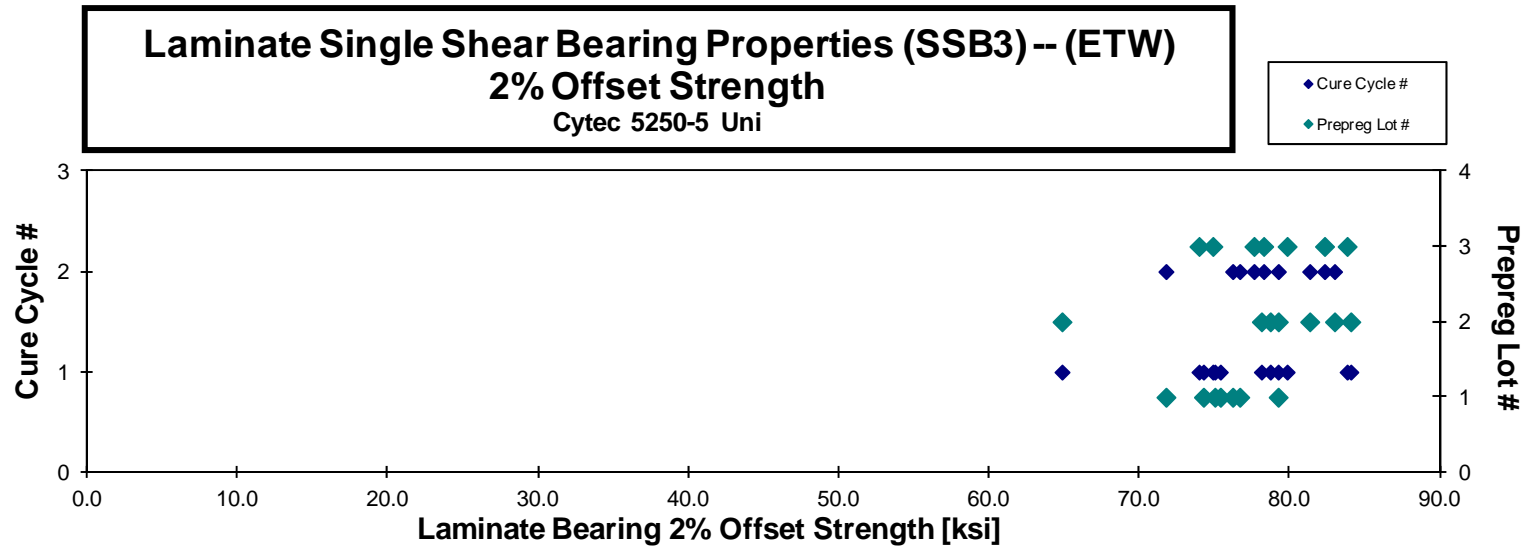 Laminate Single Shear Bearing Properties (SSB3) -- (ETW)
2% Offset Strength
Cytec 5250-5 Uni
Cure Cycle #
Prepreg Lot #
3
2
1
0
Cure Cycle #
4
3
2
1
0
Prepreg Lot #
0.0 10.0 20.0 30.0 40.0 50.0 60.0 70.0 80.0 90.0
Laminate Bearing 2% Offset Strength [ksi]